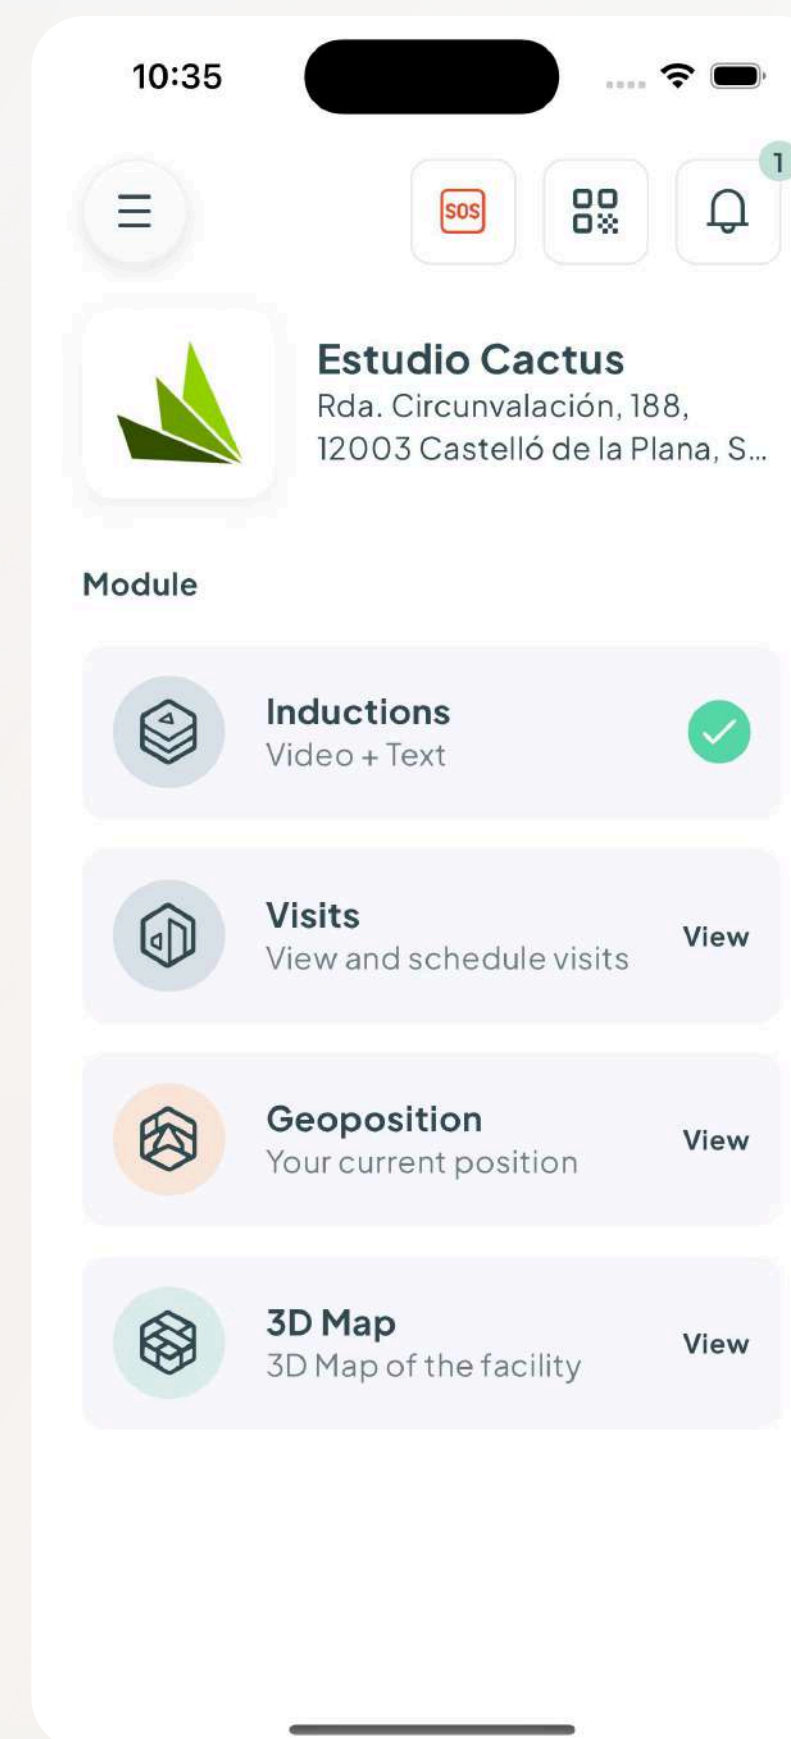 10:35
SOS
1
Estudio Cactus
Rda. Circunvalación, 188,
12003 Castelló de la Plana, S...
Module
Inductions
Video + Text
Visits
View and schedule visits
View
Geoposition
Your current position
View
3D Map
3D Map of the facility
View